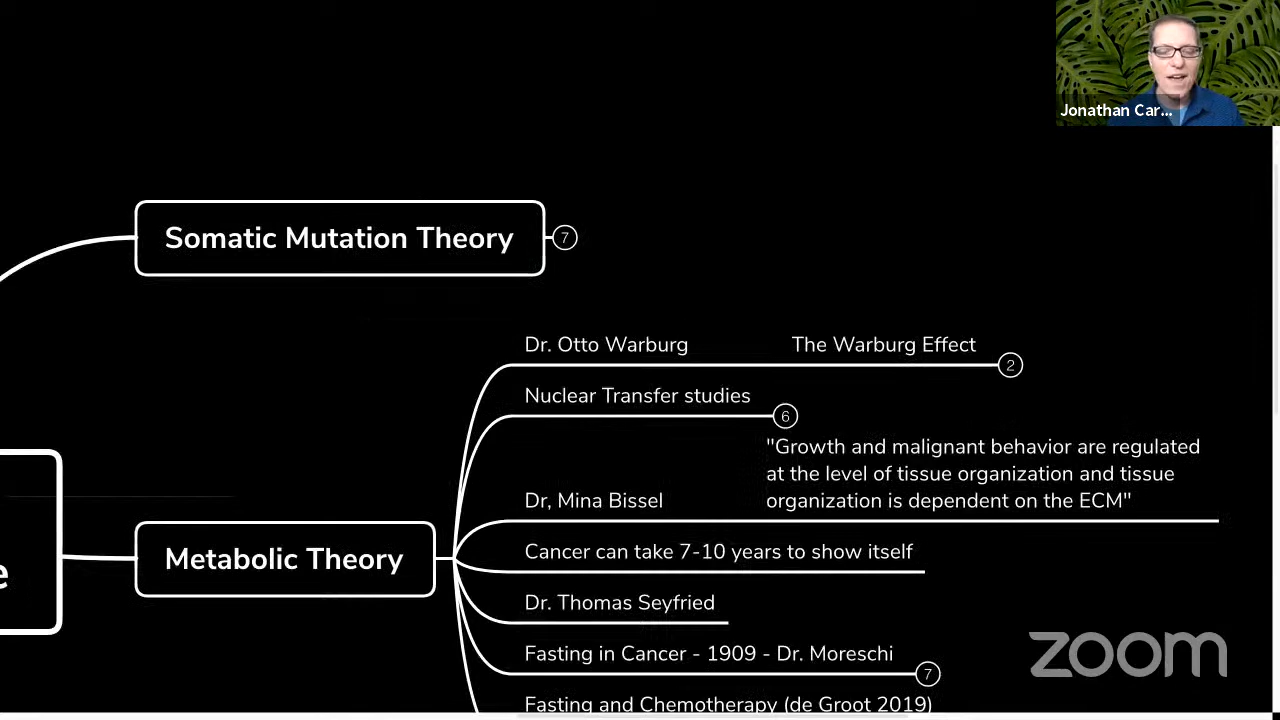 Jonathan Car...
Somatic Mutation Theory
7
Dr. Otto Warburg
The Warburg Effect
2
Nuclear Transfer studies
6
Dr, Mina Bissel
"Growth and malignant behavior are regulated
at the level of tissue organization and tissue
organization is dependent on the ECM"
Cancer can take 7-10 years to show itself
e
Metabolic Theory
Dr. Thomas Seyfried
Fasting in Cancer - 1909 - Dr. Moreschi
7
Fasting and Chemotherapy (de Groot 2019)
zoom